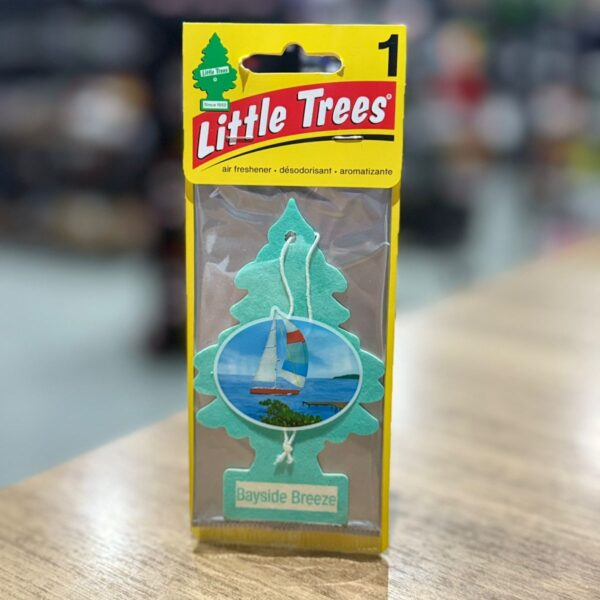 1
Little Trees
Since 1952
Little Trees®
air freshener • désodorisant • aromatizante
Bayside Breeze